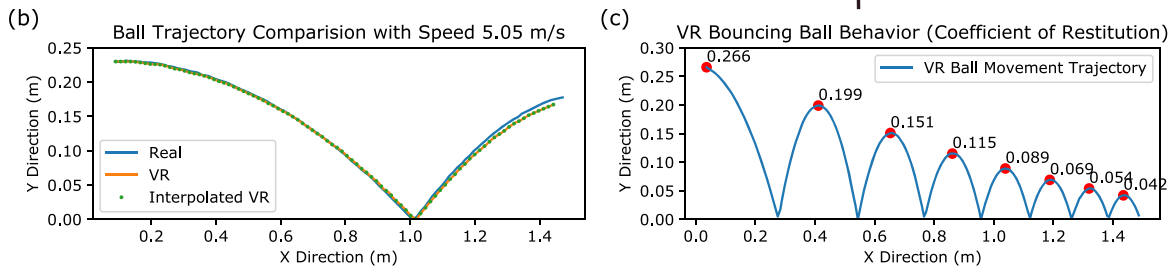 (b)
Ball Trajectory Comparision with Speed 5.05 m/s
0.25
0.20
0.15
0.10
0.05
0.00
Y Direction (m)
Real
VR
Interpolated VR
0.2 0.4 0.6 0.8 1.0 1.2 1.4
X Direction (m)
(c)
VR Bouncing Ball Behavior (Coefficient of Restitution)
0.30
0.25
0.20
0.15
0.10
0.05
0.00
Y Direction (m)
VR Ball Movement Trajectory
0.266
0.199
0.151
0.115
0.089
0.069
0.054
0.042
0.0 0.2 0.4 0.6 0.8 1.0 1.2 1.4
X Direction (m)